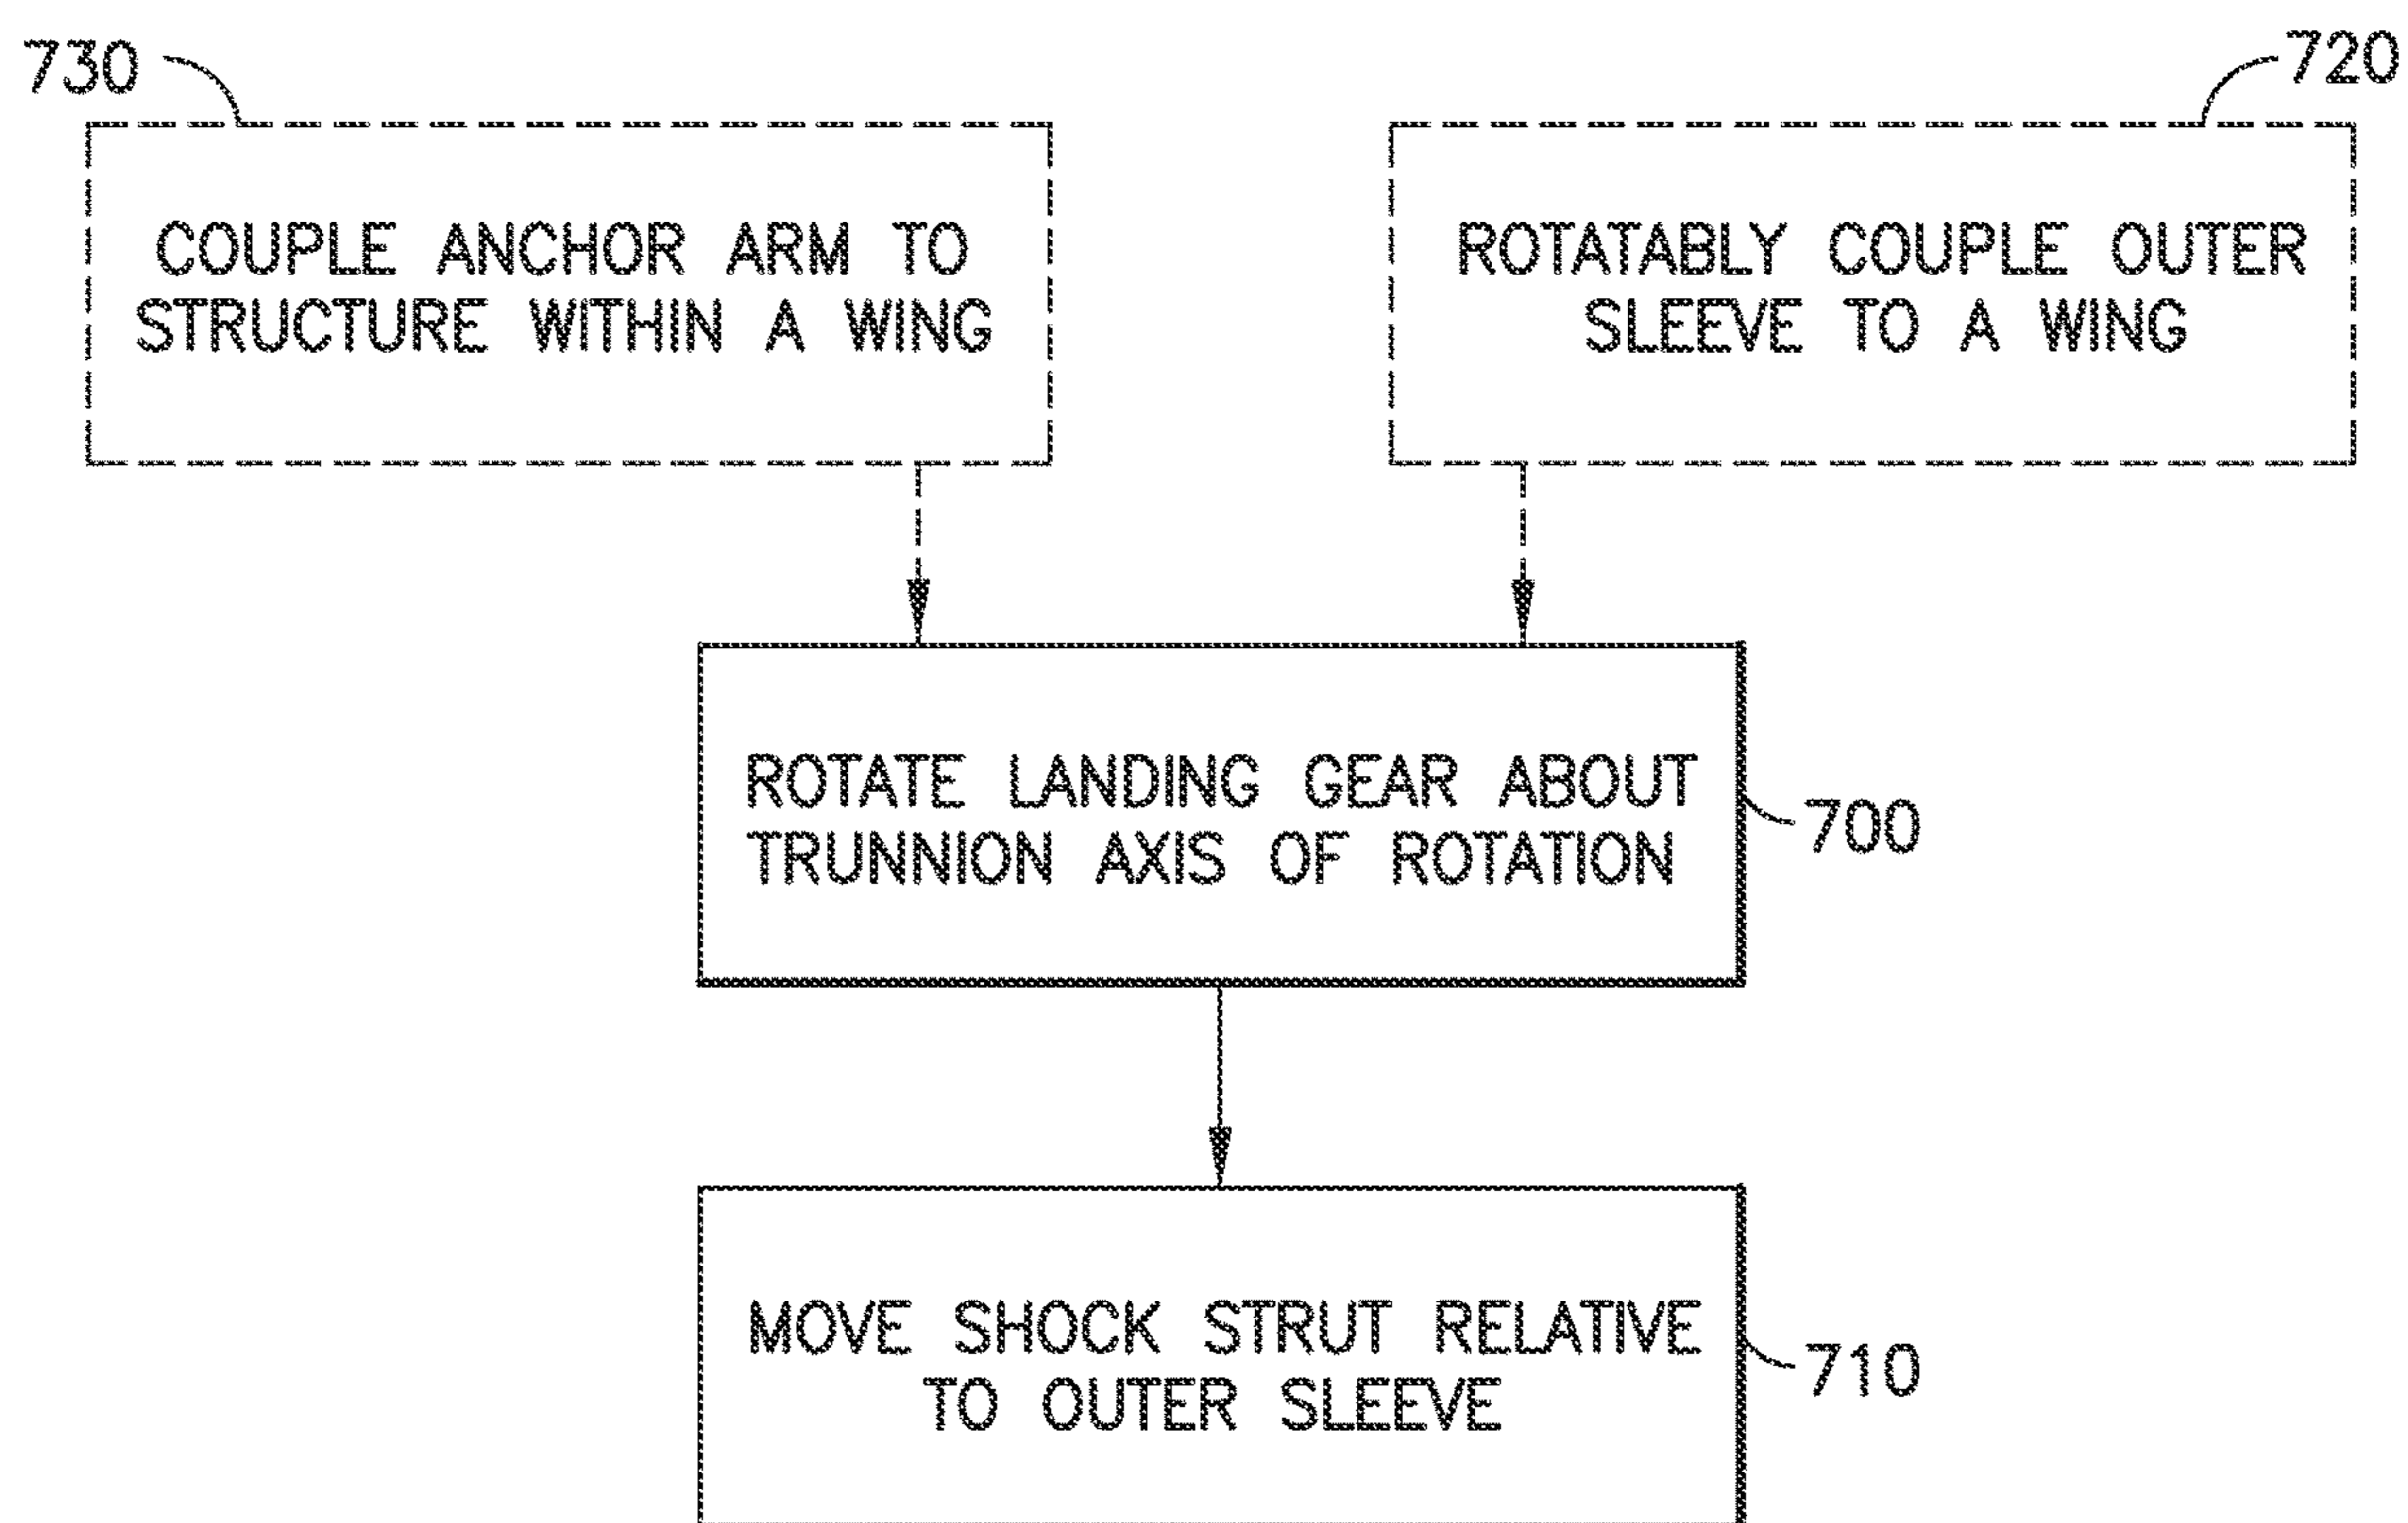 730
720
COUPLE ANCHOR ARM TO
STRUCTURE WITHIN A WING
ROTATABLY COUPLE OUTER
SLEEVE TO A WING
ROTATE LANDING GEAR ABOUT
TRUNNION AXIS OF ROTATION
700
MOVE SHOCK STRUT RELATIVE
TO OUTER SLEEVE
710